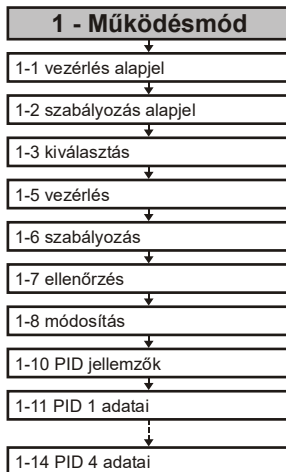 1 - Működésmód
1-1 vezérlés alapjel
1-2 szabályozás alapjel
1-3 kiválasztás
1-5 vezérlés
1-6 szabályozás
1-7 ellenőrzés
1-8 módosítás
1-10 PID jellemzők
1-11 PID 1 adatai
1-14 PID 4 adatai